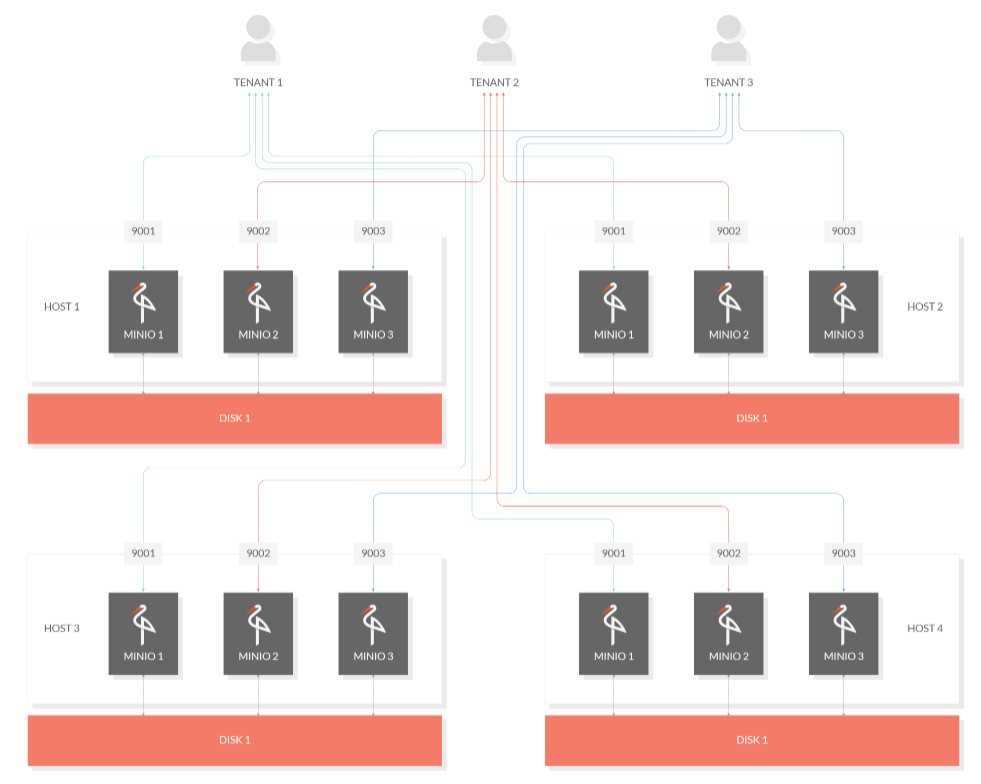 TENANT 1
TENANT 2
TENANT 3
9001
9002
9003
9001
9002
9003
HOST 1
MINIO 1
MINIO 2
MINIO 3
MINIO 1
MINIO 2
MINIO 3
HOST 2
DISK 1
DISK 1
9001
9002
9003
9001
9002
9003
HOST 3
MINIO 1
MINIO 2
MINIO 3
MINIO 1
MINIO 2
MINIO 3
HOST 4
DISK 1
DISK 1